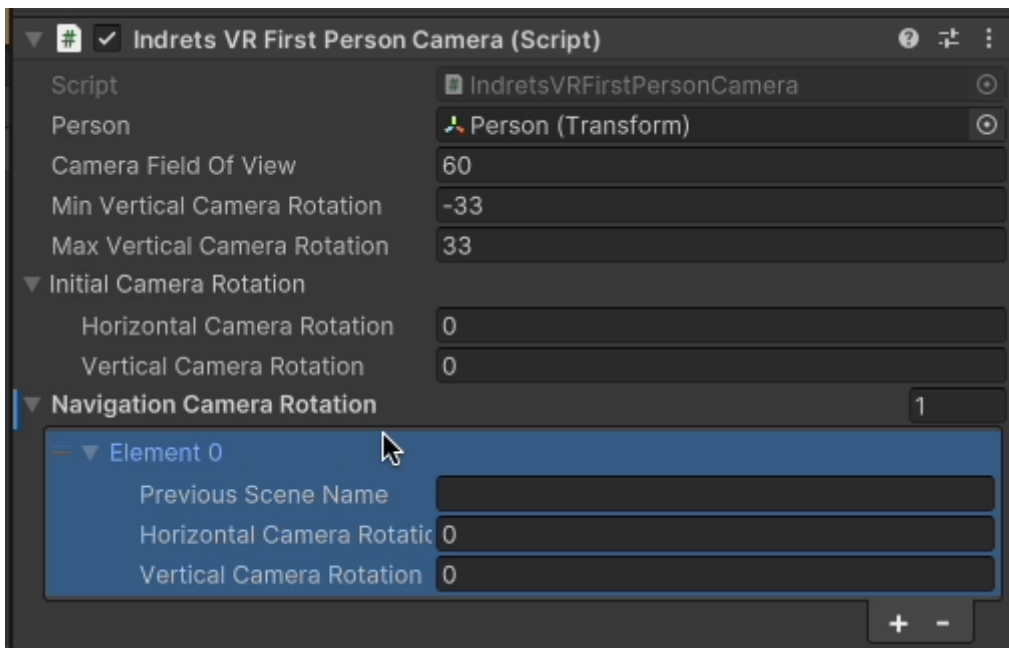 Indrets VR First Person Camera (Script)
Script IndretsVRFirstPersonCamera
Person Person (Transform)
Camera Field Of View 60
Min Vertical Camera Rotation -33
Max Vertical Camera Rotation 33
Initial Camera Rotation
Horizontal Camera Rotation 0
Vertical Camera Rotation 0
Navigation Camera Rotation 1
Element 0
Previous Scene Name
Horizontal Camera Rotatic 0
Vertical Camera Rotation 0
+ -